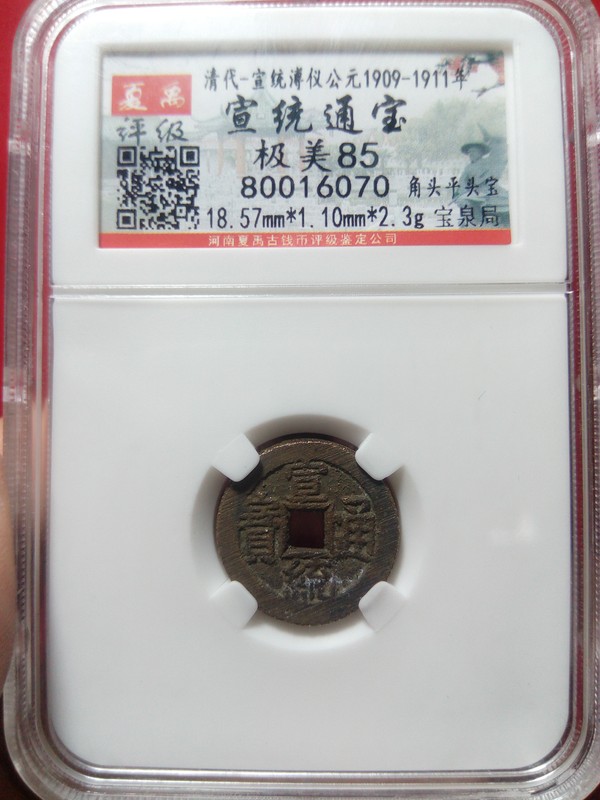 清代-宣统溥仪公元1909-1911年
夏禹
评级
宣统通宝
极美85
80016070 角头平头宝
18.57mm*1.10mm*2.3g 宝泉局
河南夏禹古钱币评级鉴定公司
宣
寶 通
統